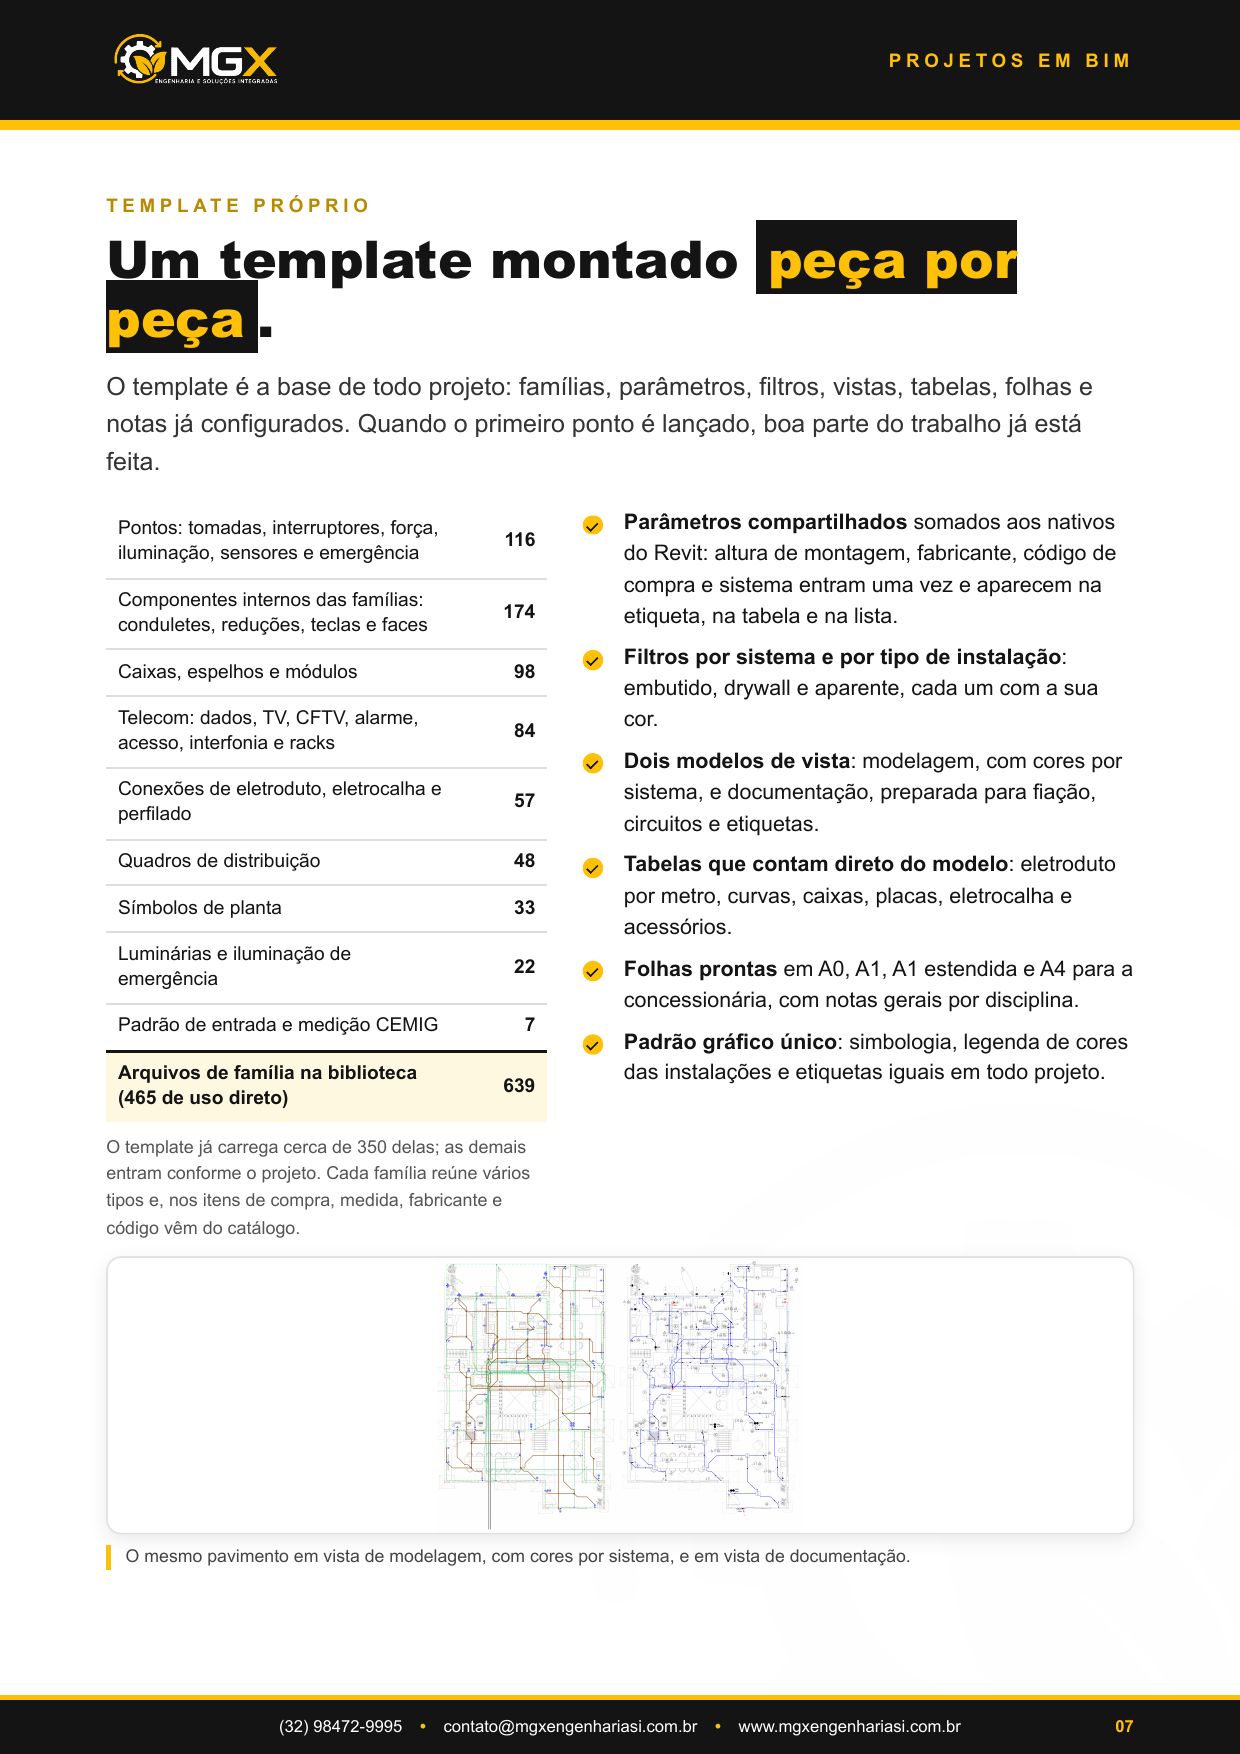 MGX
ENGENHARIA E SOLUÇÕES INTEGRADAS
PROJETOS EM BIM
TEMPLATE PRÓPRIO
Um template montado peça por
peça.
O template é a base de todo projeto: famílias, parâmetros, filtros, vistas, tabelas, folhas e
notas já configurados. Quando o primeiro ponto é lançado, boa parte do trabalho já está
feita.
Pontos: tomadas, interruptores, força,
iluminação, sensores e emergência
116
Componentes internos das famílias:
conduletes, reduções, teclas e faces
174
Caixas, espelhos e módulos 98
Telecom: dados, TV, CFTV, alarme,
acesso, interfonia e racks
84
Conexões de eletroduto, eletrocalha e
perfilado
57
Quadros de distribuição 48
Símbolos de planta 33
Luminárias e iluminação de
emergência
22
Padrão de entrada e medição CEMIG 7
Arquivos de família na biblioteca
(465 de uso direto)
639
O template já carrega cerca de 350 delas; as demais
entram conforme o projeto. Cada família reúne vários
tipos e, nos itens de compra, medida, fabricante e
código vêm do catálogo.
Parâmetros compartilhados somados aos nativos
do Revit: altura de montagem, fabricante, código de
compra e sistema entram uma vez e aparecem na
etiqueta, na tabela e na lista.
Filtros por sistema e por tipo de instalação:
embutido, drywall e aparente, cada um com a sua
cor.
Dois modelos de vista: modelagem, com cores por
sistema, e documentação, preparada para fiação,
circuitos e etiquetas.
Tabelas que contam direto do modelo: eletroduto
por metro, curvas, caixas, placas, eletrocalha e
acessórios.
Folhas prontas em A0, A1, A1 estendida e A4 para a
concessionária, com notas gerais por disciplina.
Padrão gráfico único: simbologia, legenda de cores
das instalações e etiquetas iguais em todo projeto.
O mesmo pavimento em vista de modelagem, com cores por sistema, e em vista de documentação.
(32) 98472-9995 • contato@mgxengenhariasi.com.br • www.mgxengenhariasi.com.br 07